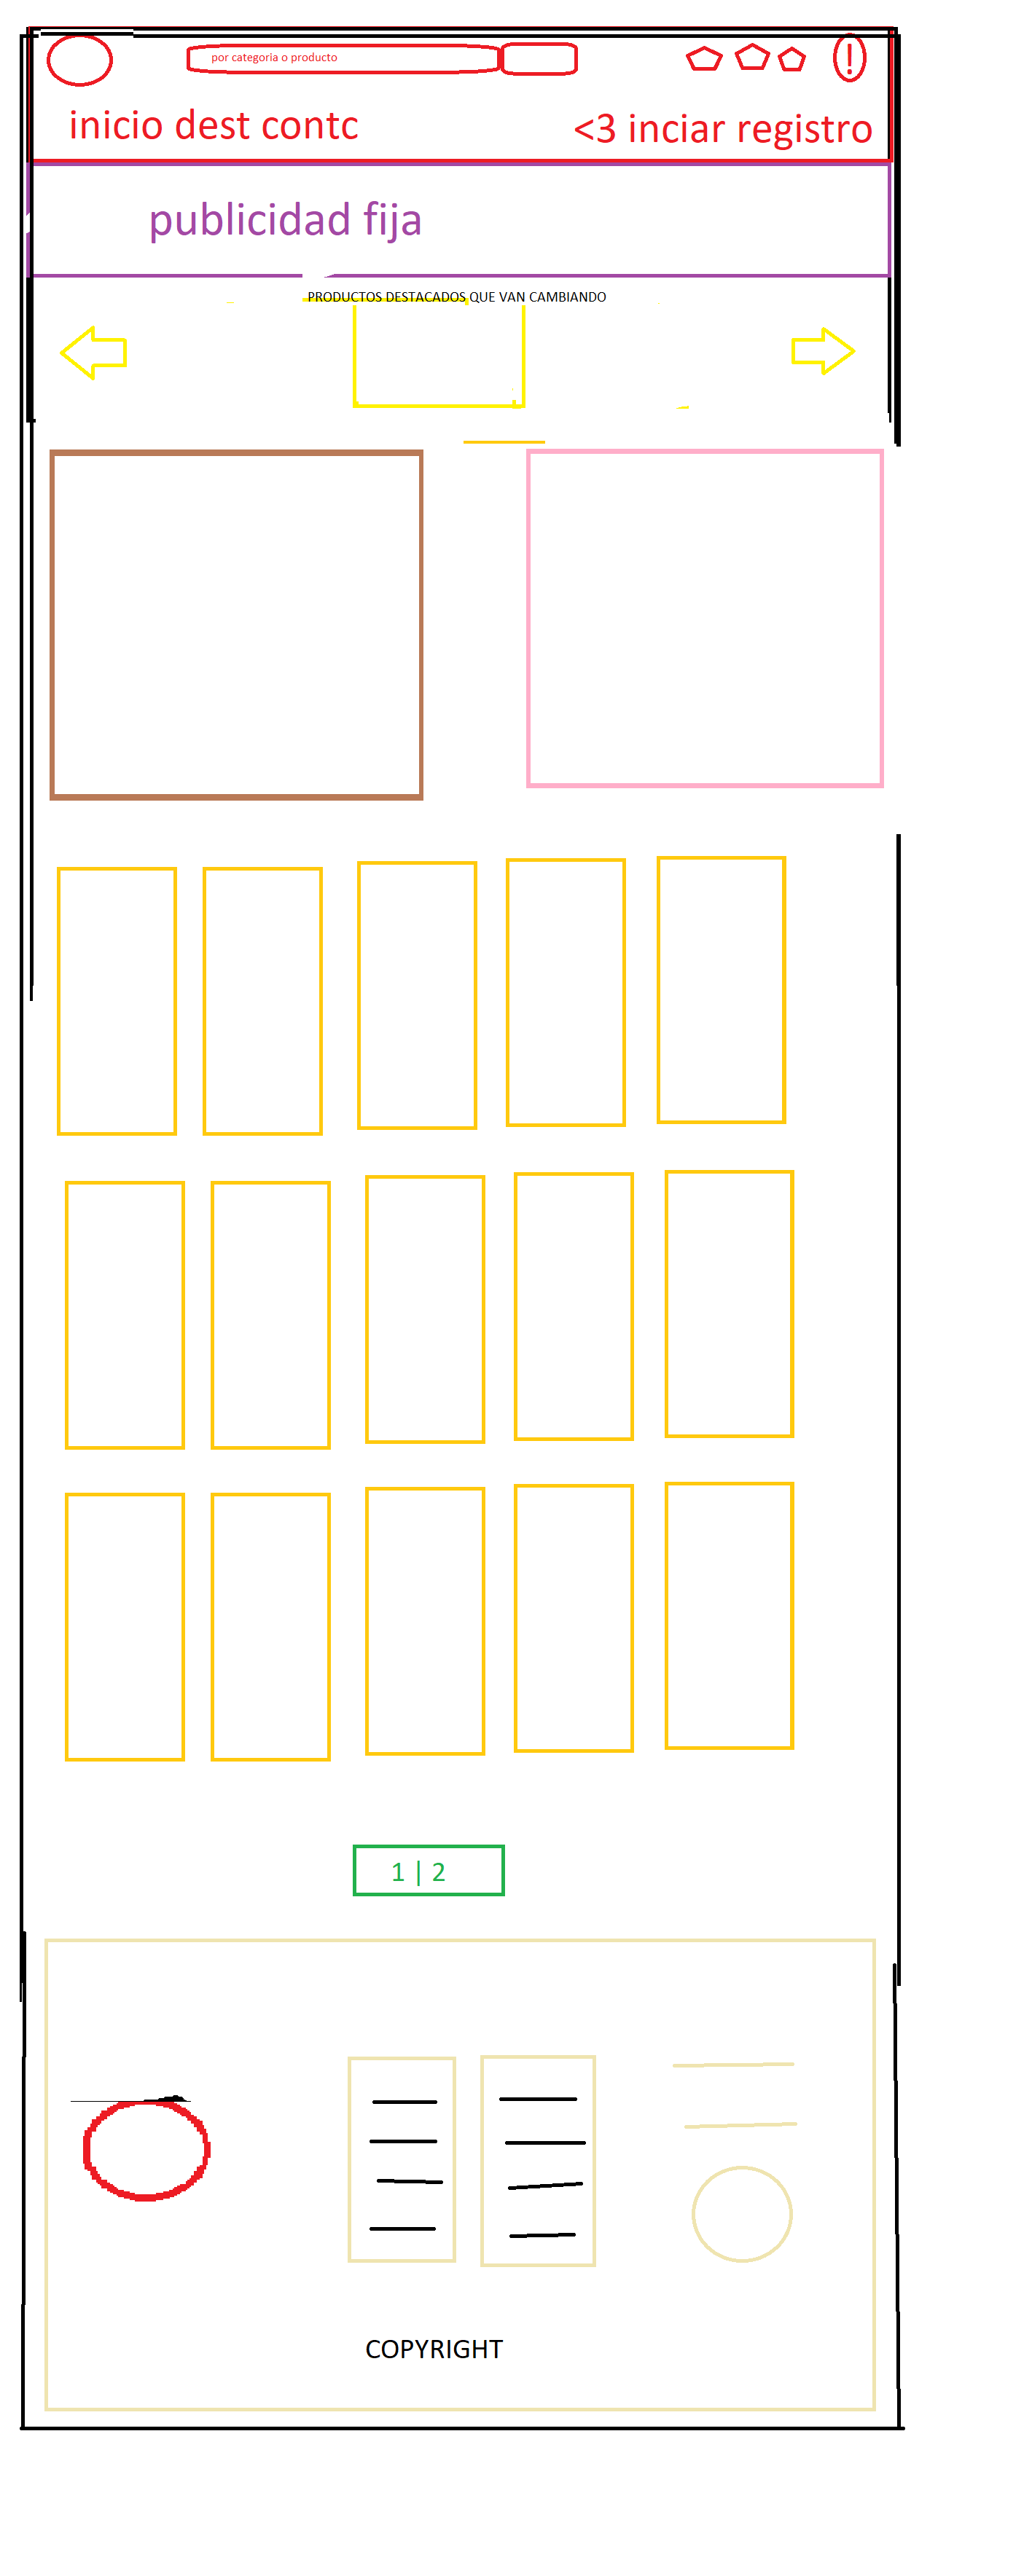 por categoria o producto
!
inicio dest contc
<3 inciar registro
publicidad fija
PRODUCTOS DESTACADOS QUE VAN CAMBIANDO
1 | 2
COPYRIGHT